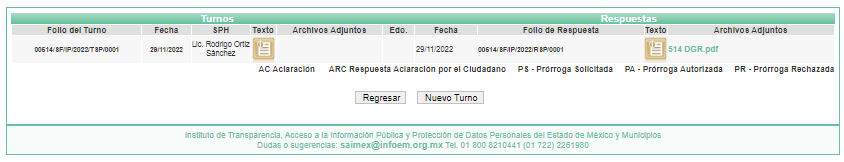 Turnos Respuestas
Folio del Turno Fecha SPH Texto Archivos Adjuntos Edo. Fecha Folio de Respuesta Texto Archivos Adjuntos
00614/SF/IP/2022/TSP/0001 29/11/2022 Lic. Rodrigo Ortiz Sánchez 29/11/2022 00614/SF/IP/2022/RSP/0001 514 DGR.pdf
AC Aclaración ARC Respuesta Aclaración por el Ciudadano PS - Prórroga Solicitada PA - Prórroga Autorizada PR - Prórroga Rechazada
Regresar Nuevo Turno
Instituto de Transparencia, Acceso a la Información Pública y Protección de Datos Personales del Estado de México y Municipios
Dudas o sugerencias: saimex@infoem.org.mx Tel. 01 800 8210441 (01 722) 2261980